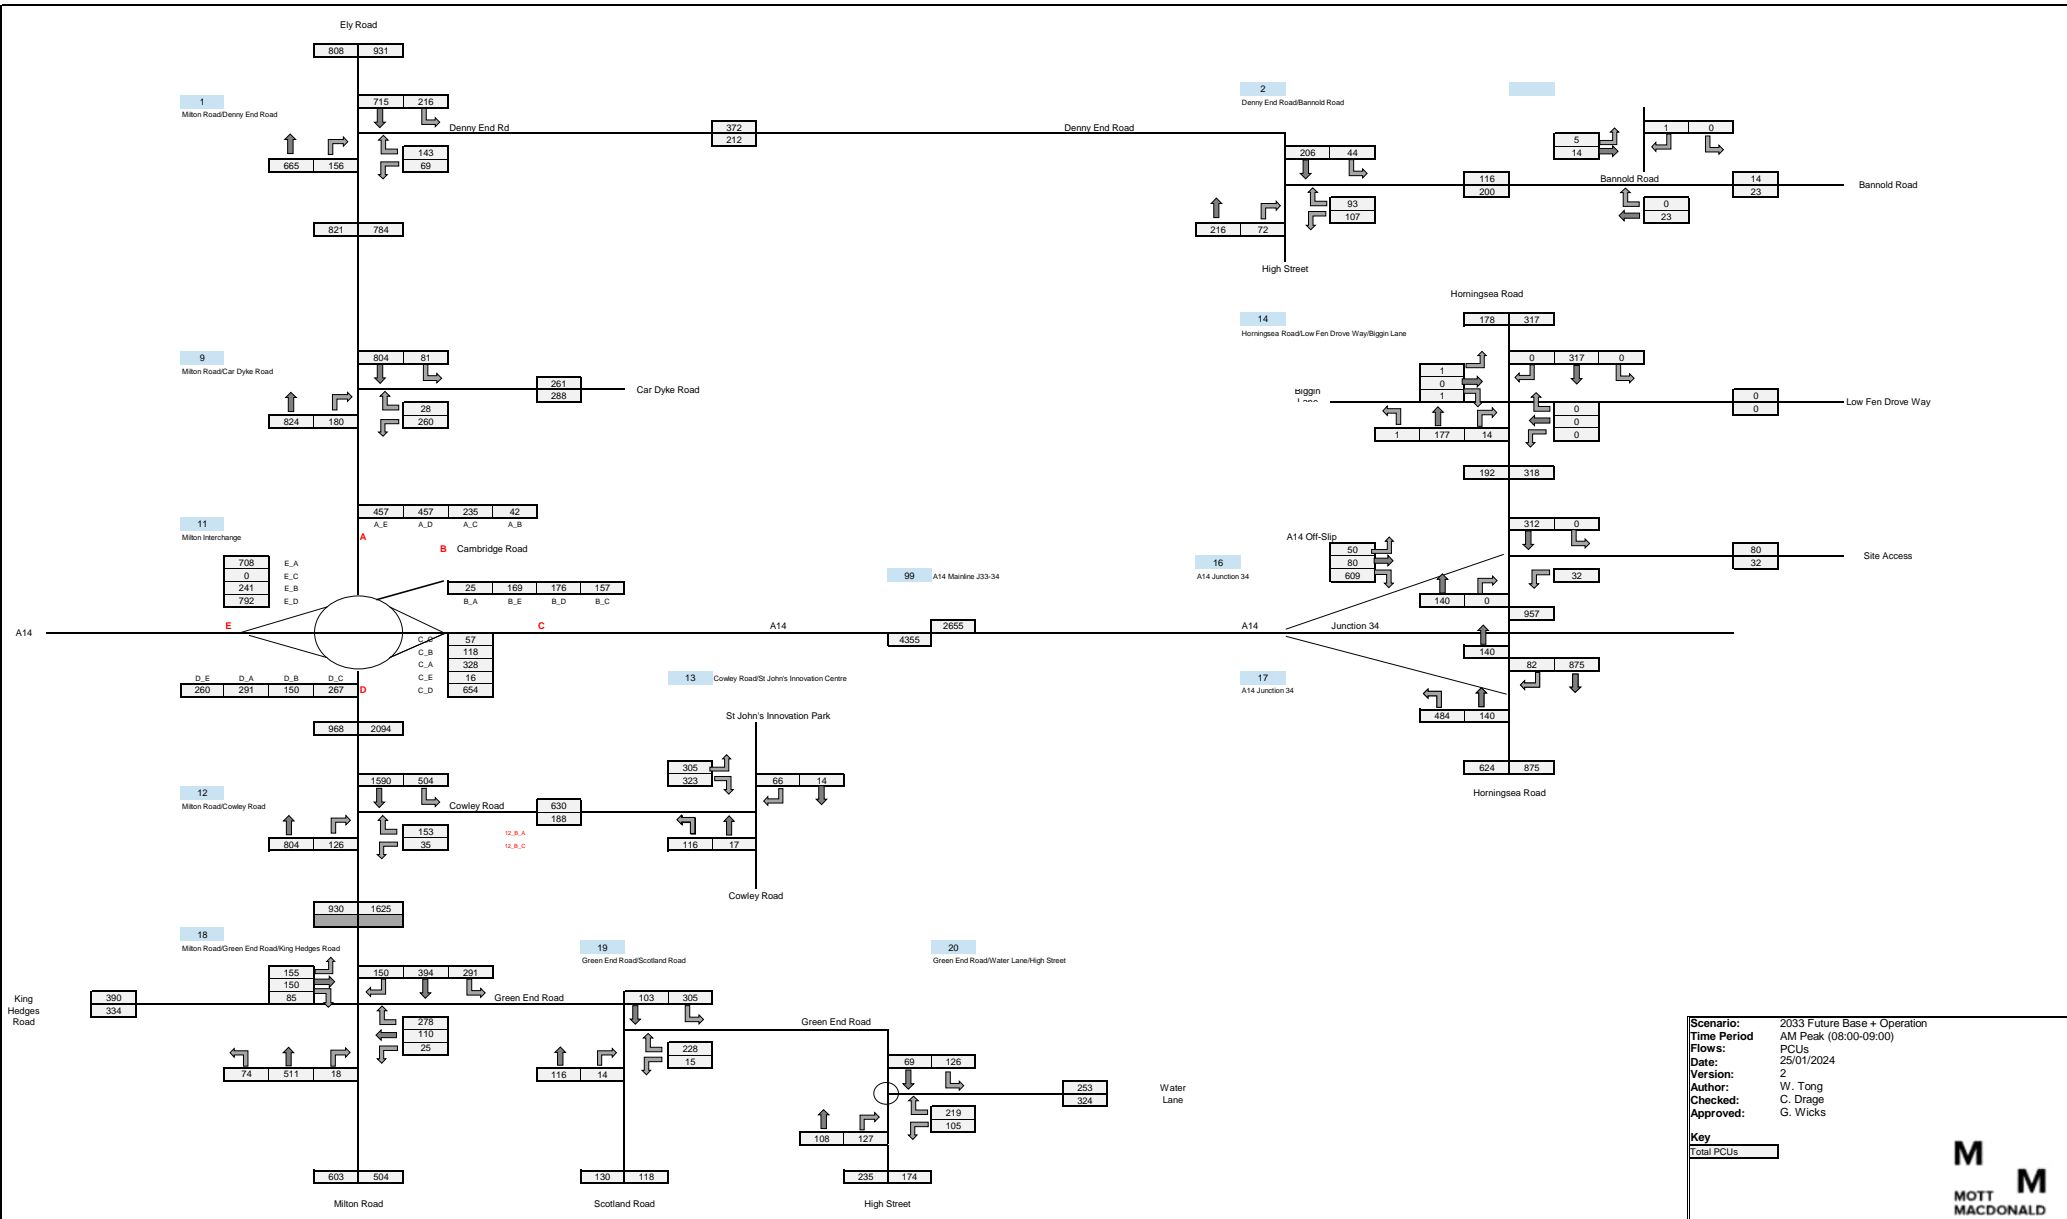 Ely Road
808 931
1
Milton Road/Denny End Road
715 216
Denny End Rd
665 156
143
69
372
212
Denny End Road
821 784
2
Denny End Road/Bannold Road
206 44
93
107
216 72
High Street
116
200
5
14
1 0
Bannold Road
0
23
14
23
Bannold Road
9
Milton Road/Car Dyke Road
804 81
824 180
28
260
261
288
Car Dyke Road
14
Horningsea Road/Low Fen Drove Way/Biggin Lane
Horningsea Road
178 317
0 317 0
1
0
1
Biggin
Lane
1 177 14
0
0
0
0
0
Low Fen Drove Way
192 318
11
Milton Interchange
457 457 235 42
A_E A_D A_C A_B
A
B Cambridge Road
708 E_A
0 E_C
241 E_B
792 E_D
25 169 176 157
B_A B_E B_D B_C
A14
E
C
A14
C_C 57
C_B 118
C_A 328
C_E 16
C_D 654
D_E D_A D_B D_C
260 291 150 267
D
968 2094
99 A14 Mainline J33-34
2655
4355
16
A14 Junction 34
A14 Off-Slip
50
80
609
312 0
140 0
32
80
32
Site Access
957
A14
Junction 34
140
17
A14 Junction 34
82 875
484 140
624 875
Horningsea Road
12
Milton Road/Cowley Road
1590 504
Cowley Road
804 126
153
35
12_B_A
12_B_C
630
188
13 Cowley Road/St John's Innovation Centre
St John's Innovation Park
305
323
66 14
116 17
Cowley Road
930 1625
18
Milton Road/Green End Road/King Hedges Road
155
150
85
150 394 291
King
Hedges
Road
390
334
Green End Road
278
110
25
74 511 18
603 504
Milton Road
19
Green End Road/Scotland Road
103 305
228
15
116 14
130 118
Scotland Road
20
Green End Road/Water Lane/High Street
Green End Road
69 126
219
105
108 127
253
324
Water
Lane
235 174
High Street
Scenario: 2033 Future Base + Operation
Time Period AM Peak (08:00-09:00)
Flows: PCUs
Date: 25/01/2024
Version: 2
Author: W. Tong
Checked: C. Drage
Approved: G. Wicks
Key
Total PCUs
M
M
MOTT
MACDONALD